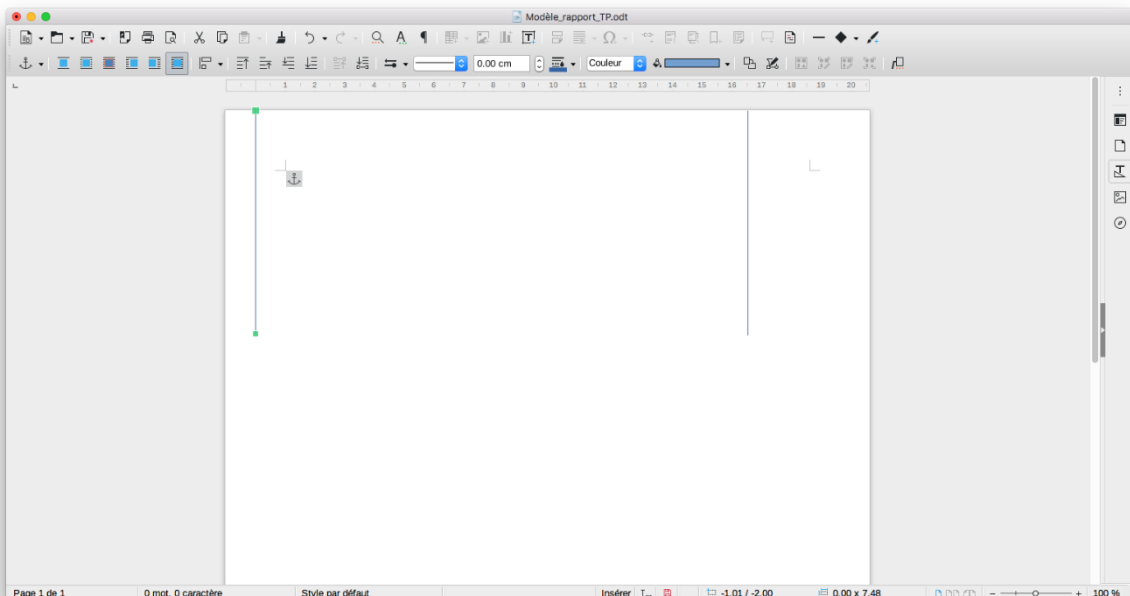 Modèle_rapport_TP.odt
0.00 cm Couleur
1 2 3 4 5 6 7 8 9 10 11 12 13 14 15 16 17 18 19 20
Page 1 de 1 0 mot, 0 caractère Style par défaut Insérer -1.01 / -2.00 0.00 x 7.48 100 %